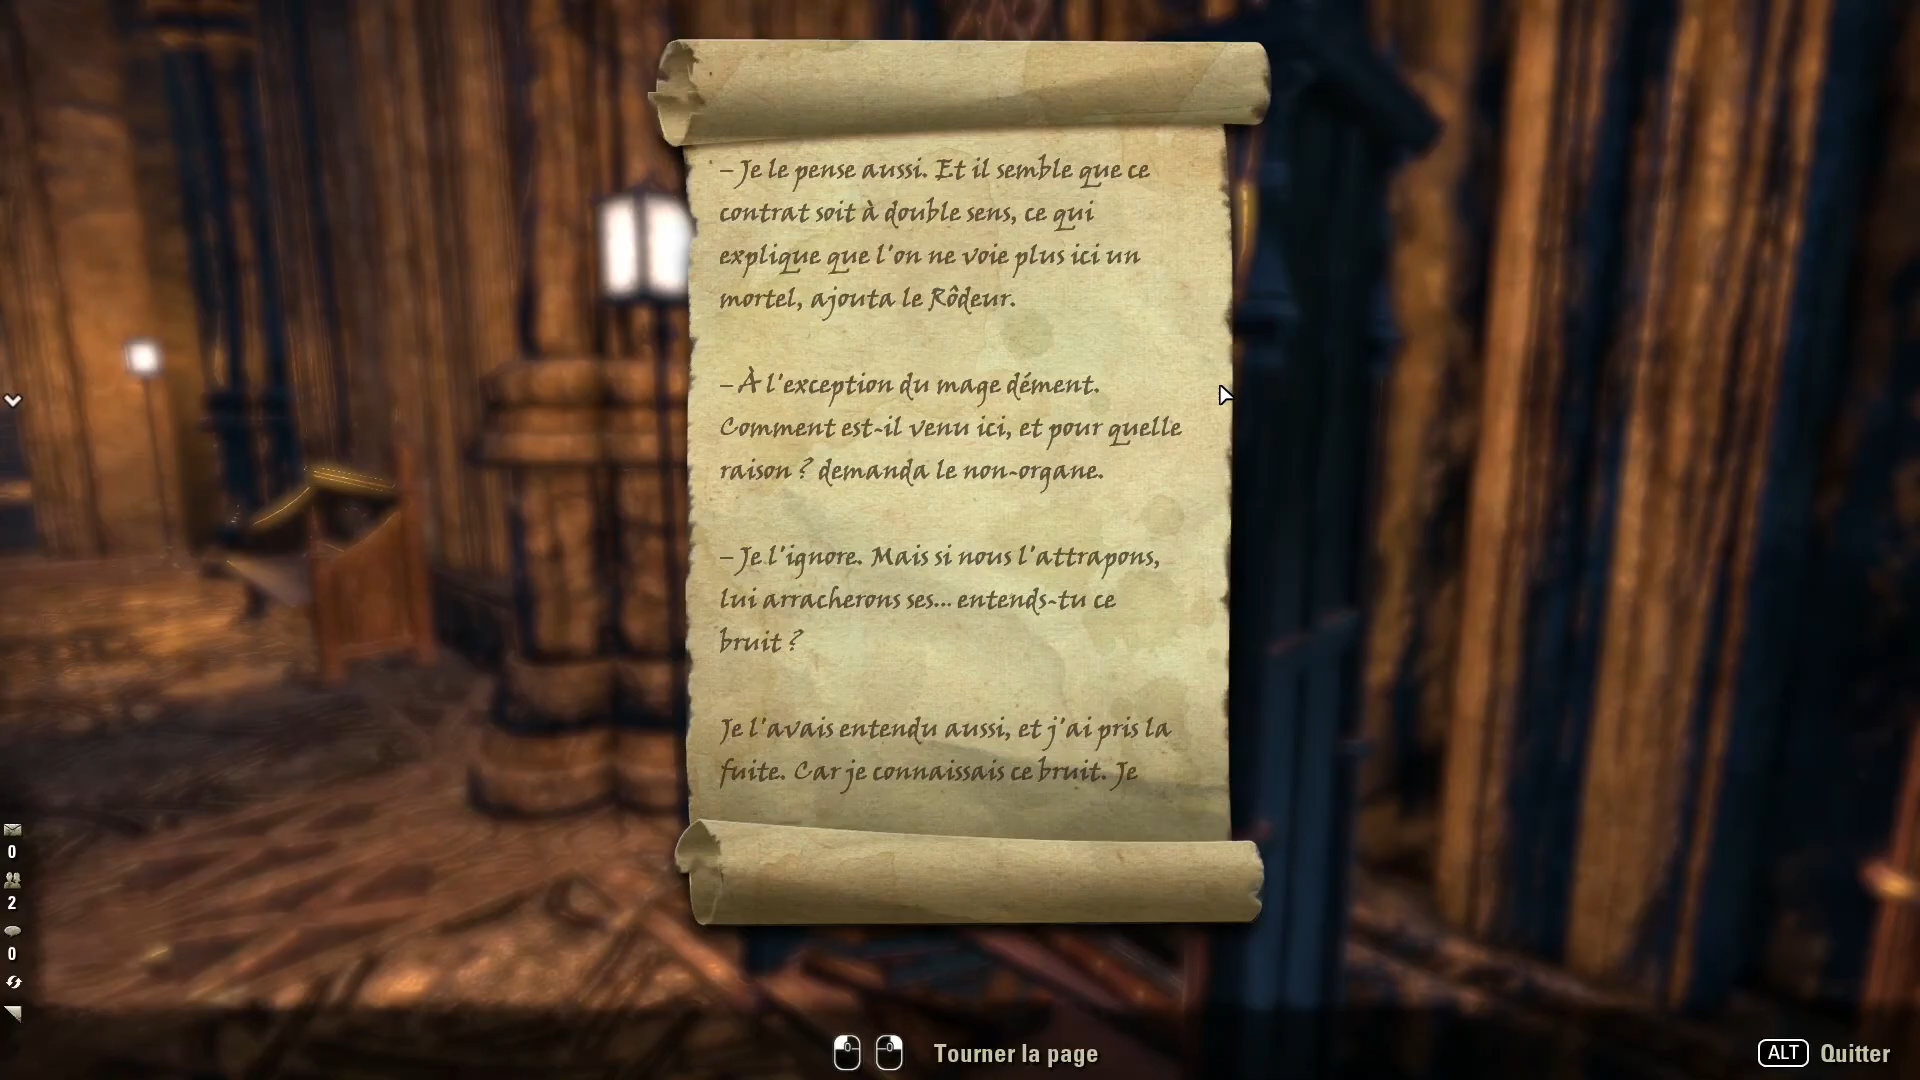 – Je le pense aussi. Et il semble que ce
contrat soit à double sens, ce qui
explique que l'on ne voie plus ici un
mortel, ajouta le Rôdeur.
– À l'exception du mage dément.
Comment est-il venu ici, et pour quelle
raison ? demanda le non-organe.
– Je l'ignore. Mais si nous l'attrapons,
lui arracherons ses... entends-tu ce
bruit ?
Je l'avais entendu aussi, et j'ai pris la
fuite. Car je connaissais ce bruit. Je
0
2
0
Tourner la page
ALT Quitter